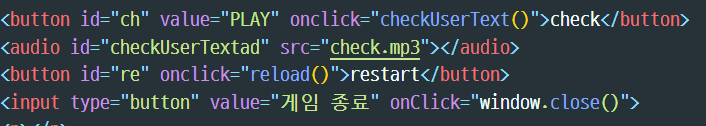 <button id="ch" value="PLAY" onclick="checkUserText()">check</button>
<audio id="checkUserTextad" src="check.mp3"></audio>
<button id="re" onclick="reload()">restart</button>
<input type="button" value="게임 종료" onClick="window.close()">